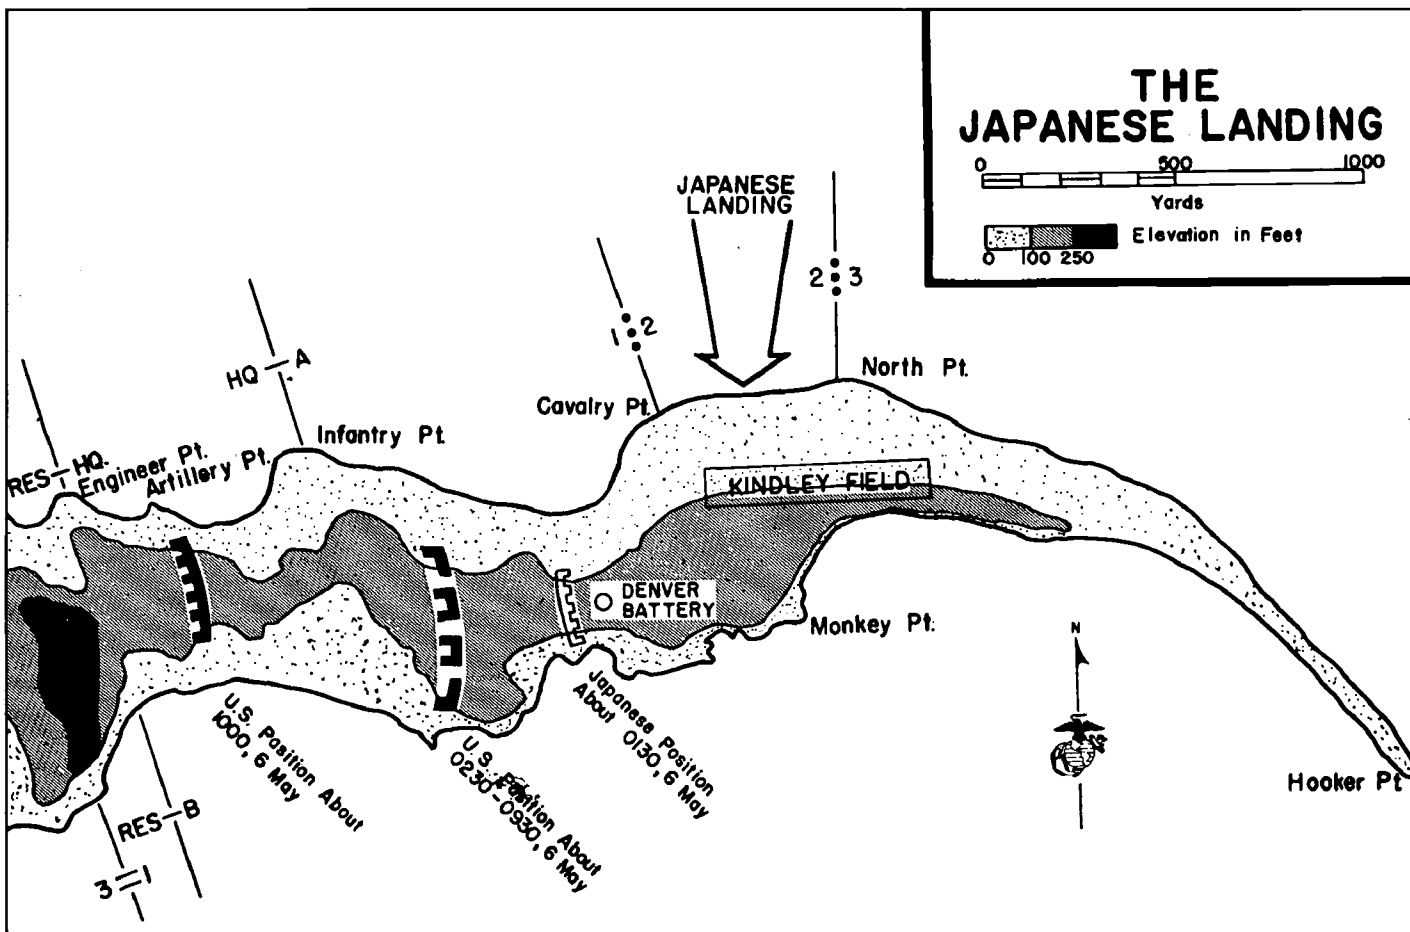 THE
JAPANESE LANDING
0 500 1000
Yards
Elevation in Feet
0 100 250
JAPANESE
LANDING
2 3
1 2
HQ A
North Pt.
Cavalry Pt.
Infantry Pt.
RES HQ.
Engineer Pt.
Artillery Pt.
KINDLEY FIELD
DENVER
BATTERY
Monkey Pt.
N
Hooker Pt
Japanese Position
About 0130, 6 May
U.S. Position About
0230-0930, 6 May
U.S. Position About
1000, 6 May
RES B
3 1